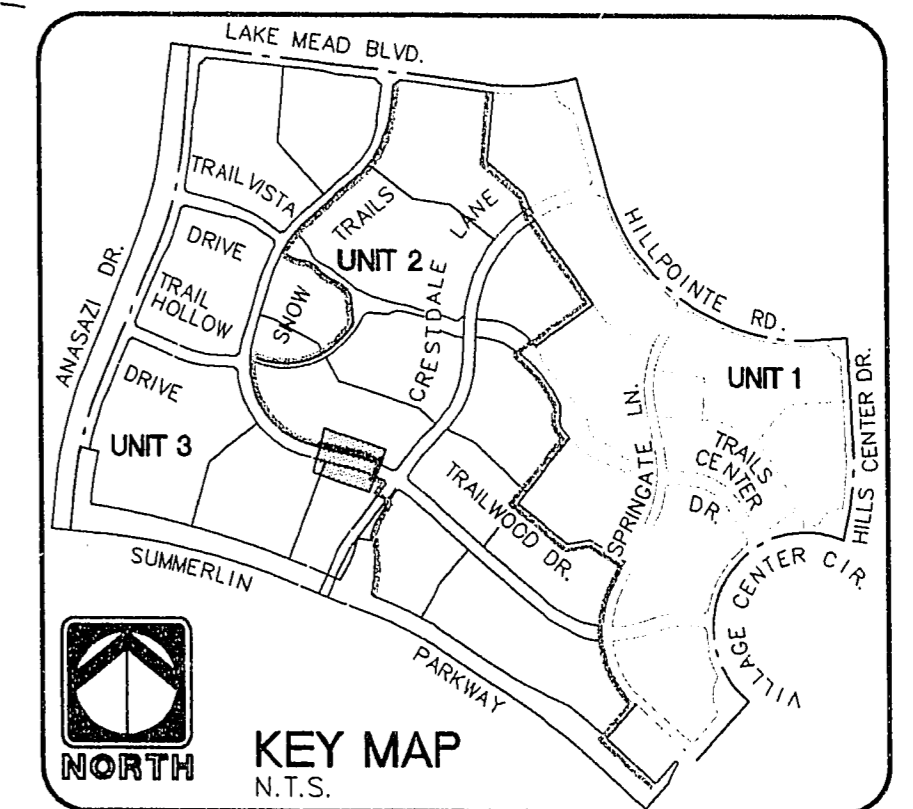 LAKE MEAD BLVD.
TRAIL VISTA
DRIVE
TRAILS
UNIT 2
LANE
CRESTDALE
SNOW
TRAIL
HOLLOW
DRIVE
ANASAZI DR.
UNIT 3
HILLPOINTE RD.
UNIT 1
HILLS CENTER DR.
TRAILS
CENTER
DR.
SPRINGATE LN.
TRAILWOOD DR.
VILLAGE CENTER CIR.
SUMMERLIN
PARKWAY
NORTH
KEY MAP
N.T.S.